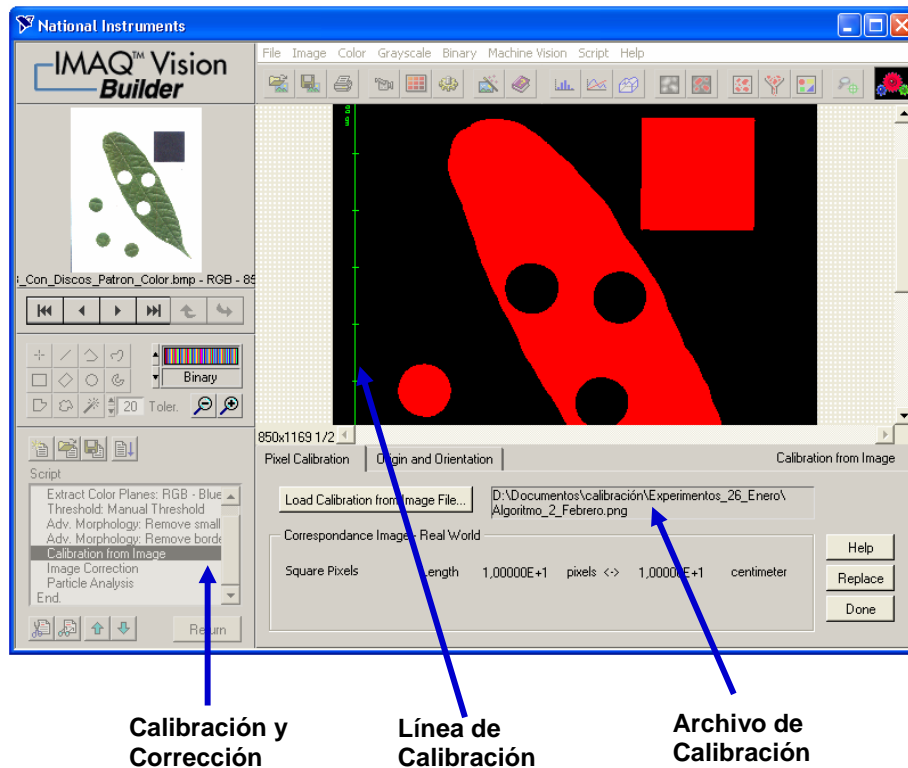 National Instruments
IMAQ™ Vision
Builder
File Image Color Grayscale Binary Machine Vision Script Help
_Con_Discos_Patron_Color.bmp - RGB - 85
Binary
20 Toler.
850x1169 1/2
Pixel Calibration Origin and Orientation Calibration from Image
Load Calibration from Image File... D:\Documentos\calibración\Experimentos_26_Enero\
Algoritmo_2_Febrero.png
Correspondance Image - Real World
Square Pixels Length 1,00000E+1 pixels <-> 1,00000E+1 centimeter
Help
Replace
Done
Script
Extract Color Planes: RGB - Blue
Threshold: Manual Threshold
Adv. Morphology: Remove small
Adv. Morphology: Remove borde
Calibration from Image
Image Correction
Particle Analysis
End.
Return
Calibración y
Corrección
Línea de
Calibración
Archivo de
Calibración